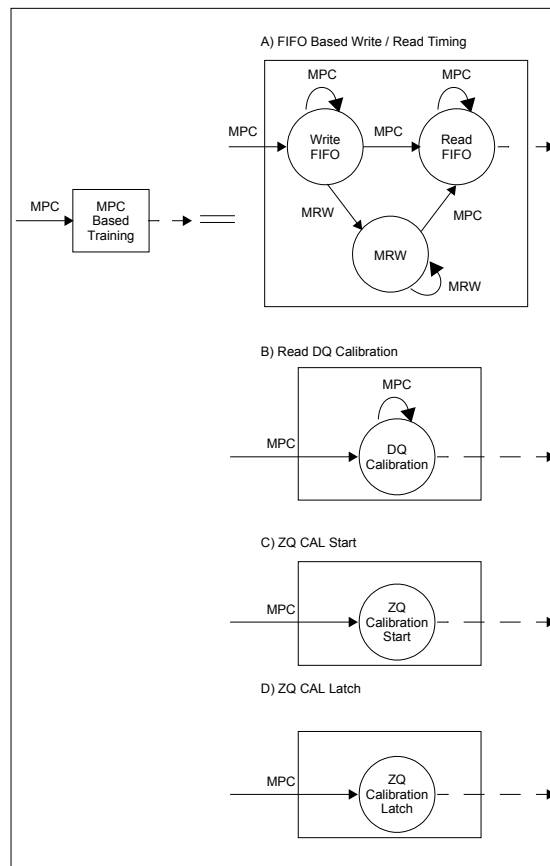 A) FIFO Based Write / Read Timing
MPC
MPC
MPC
Write
FIFO
MPC
Read
FIFO
MPC
MPC
Based
Training
MRW
MPC
MRW
MRW
B) Read DQ Calibration
MPC
MPC
DQ
Calibration
C) ZQ CAL Start
MPC
ZQ
Calibration
Start
D) ZQ CAL Latch
MPC
ZQ
Calibration
Latch